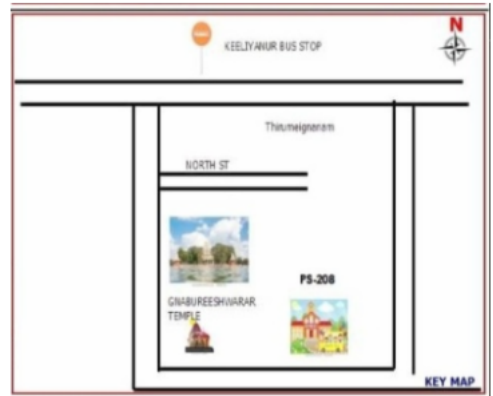 N
KEELIYANUR BUS STOP
Thirumeignanam
NORTH ST
PS-208
GNABUREESHWARAR
TEMPLE
KEY MAP